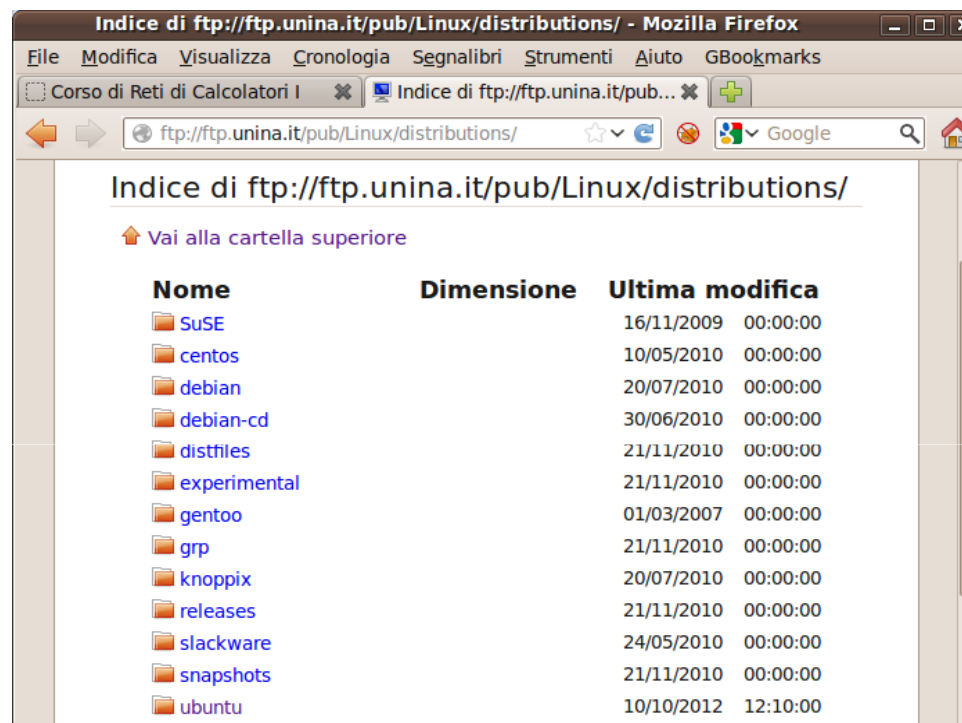 Indice di ftp://ftp.unina.it/pub/Linux/distributions/ - Mozilla Firefox
File Modifica Visualizza Cronologia Segnalibri Strumenti Aiuto GBookmarks
Corso di Reti di Calcolatori I Indice di ftp://ftp.unina.it/pub...
ftp://ftp.unina.it/pub/Linux/distributions/ Google
Indice di ftp://ftp.unina.it/pub/Linux/distributions/
Vai alla cartella superiore
Nome Dimensione Ultima modifica
SuSE 16/11/2009 00:00:00
centos 10/05/2010 00:00:00
debian 20/07/2010 00:00:00
debian-cd 30/06/2010 00:00:00
distfiles 21/11/2010 00:00:00
experimental 21/11/2010 00:00:00
gentoo 01/03/2007 00:00:00
grp 21/11/2010 00:00:00
knoppix 20/07/2010 00:00:00
releases 21/11/2010 00:00:00
slackware 24/05/2010 00:00:00
snapshots 21/11/2010 00:00:00
ubuntu 10/10/2012 12:10:00